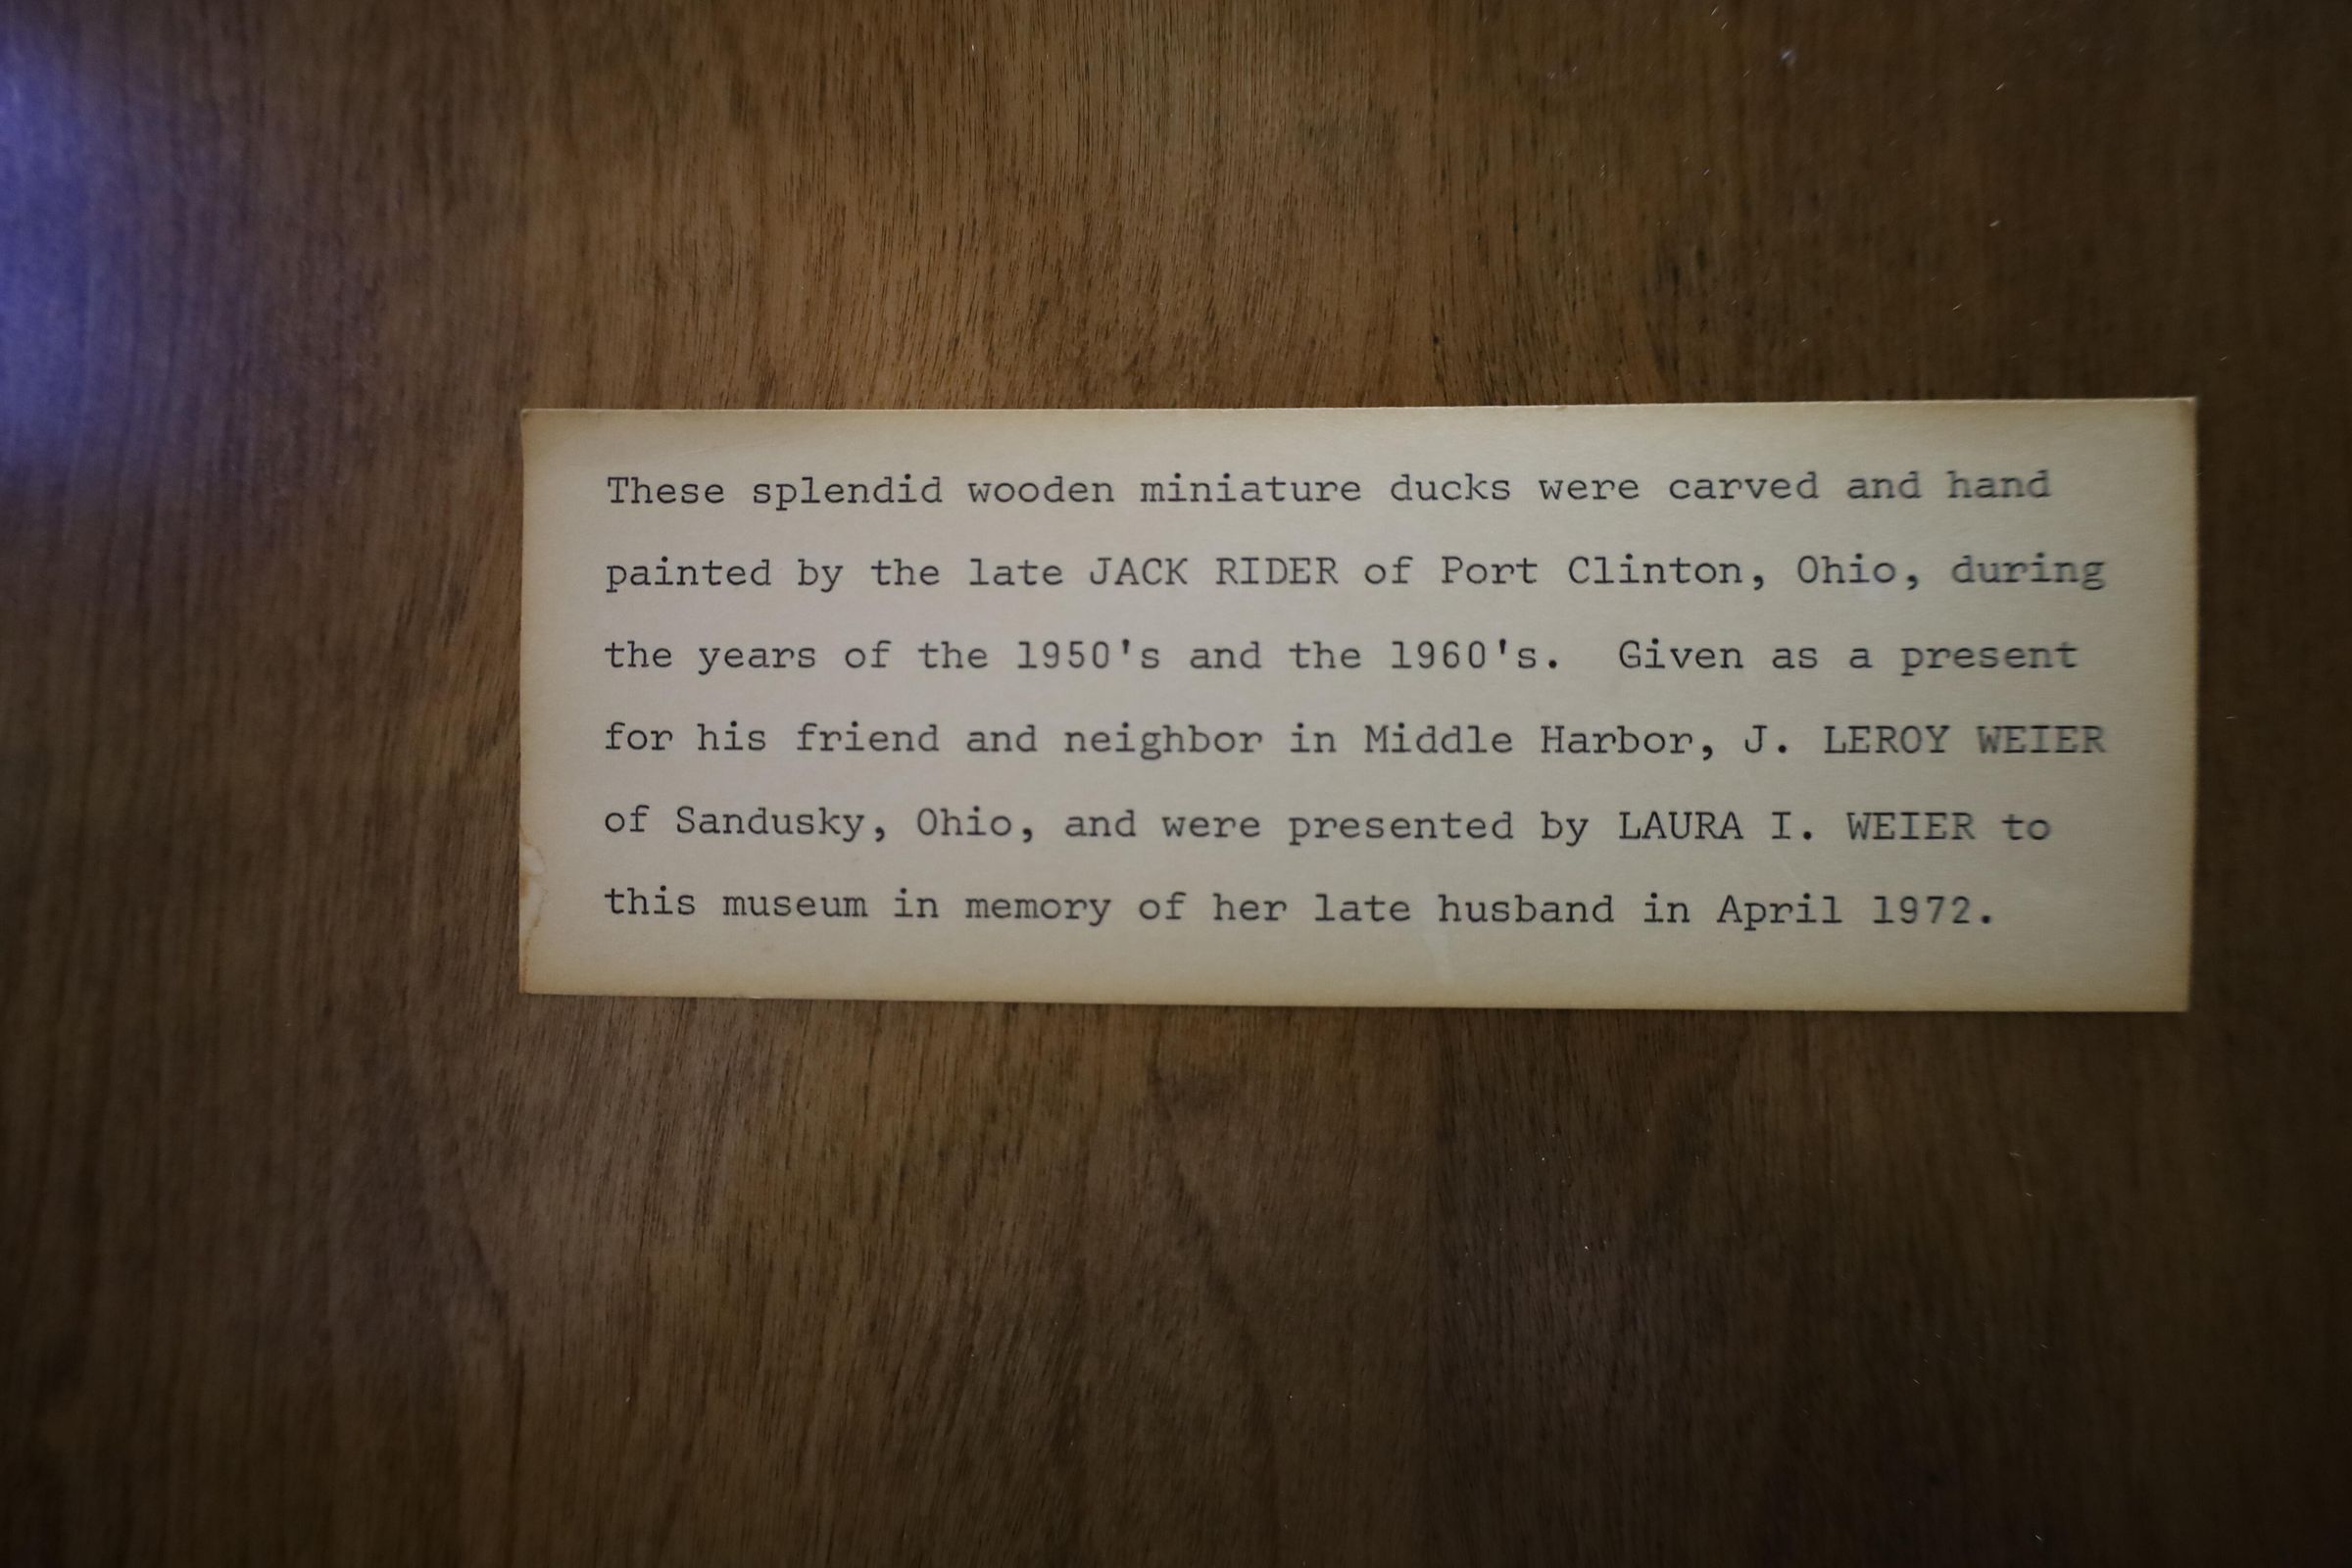 These splendid wooden miniature ducks were carved and hand
painted by the late JACK RIDER of Port Clinton, Ohio, during
the years of the 1950's and the 1960's.  Given as a present
for his friend and neighbor in Middle Harbor, J. LEROY WEIER
of Sandusky, Ohio, and were presented by LAURA I. WEIER to
this museum in memory of her late husband in April 1972.